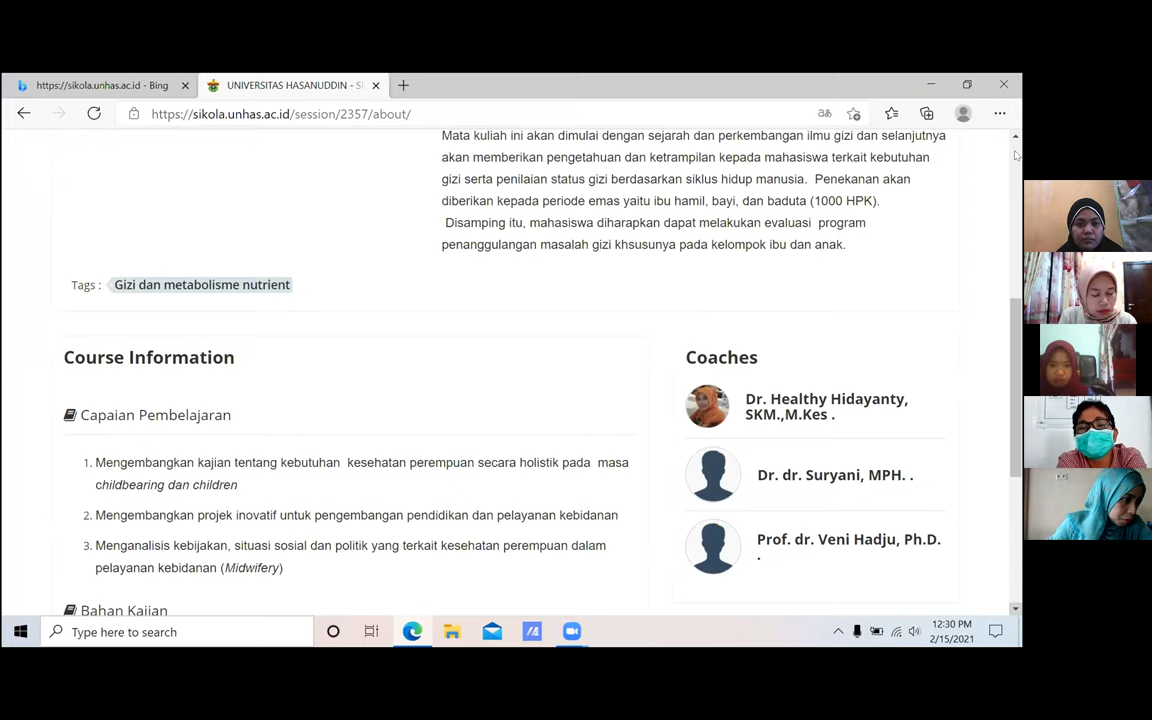 https://sikola.unhas.ac.id - Bing
UNIVERSITAS HASANUDDIN - S
https://sikola.unhas.ac.id/session/2357/about/
Mata kuliah ini akan dimulai dengan sejarah dan perkembangan ilmu gizi dan selanjutnya
akan memberikan pengetahuan dan ketrampilan kepada mahasiswa terkait kebutuhan
gizi serta penilaian status gizi berdasarkan siklus hidup manusia. Penekanan akan
diberikan kepada periode emas yaitu ibu hamil, bayi, dan baduta (1000 HPK).
Disamping itu, mahasiswa diharapkan dapat melakukan evaluasi program
penanggulangan masalah gizi khsusunya pada kelompok ibu dan anak.
Tags : Gizi dan metabolisme nutrient
Course Information
Capaian Pembelajaran
1. Mengembangkan kajian tentang kebutuhan kesehatan perempuan secara holistik pada masa
childbearing dan children
2. Mengembangkan projek inovatif untuk pengembangan pendidikan dan pelayanan kebidanan
3. Menganalisis kebijakan, situasi sosial dan politik yang terkait kesehatan perempuan dalam
pelayanan kebidanan (Midwifery)
Bahan Kajian
Coaches
Dr. Healthy Hidayanty,
SKM.,M.Kes .
Dr. dr. Suryani, MPH. .
Prof. dr. Veni Hadju, Ph.D.
.
Type here to search
12:30 PM
2/15/2021